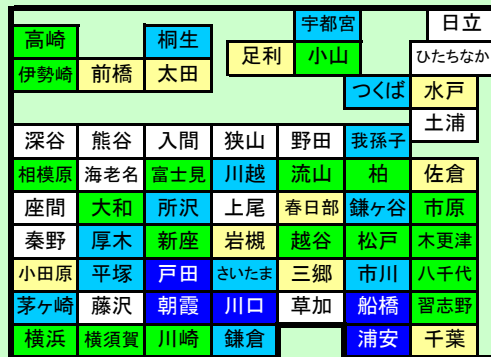 宇都宮 日立
高崎 桐生 足利 小山 ひたちなか
伊勢崎 前橋 太田
つくば 水戸
土浦
深谷 熊谷 入間 狭山 野田 我孫子
相模原 海老名 富士見 川越 流山 柏 佐倉
座間 大和 所沢 上尾 春日部 鎌ヶ谷 市原
秦野 厚木 新座 岩槻 越谷 松戸 木更津
小田原 平塚 戸田 さいたま 三郷 市川 八千代
茅ヶ崎 藤沢 朝霞 川口 草加 船橋 習志野
横浜 横須賀 川崎 鎌倉 浦安 千葉